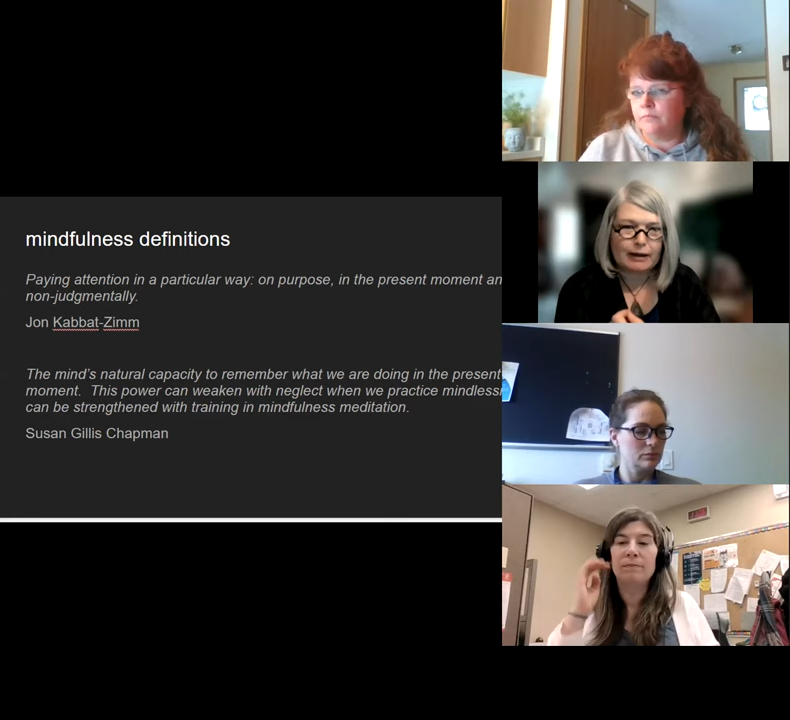 mindfulness definitions
Paying attention in a particular way: on purpose, in the present moment an
non-judgmentally.
Jon Kabbat-Zimm
The mind's natural capacity to remember what we are doing in the present
moment.  This power can weaken with neglect when we practice mindlessn
can be strengthened with training in mindfulness meditation.
Susan Gillis Chapman